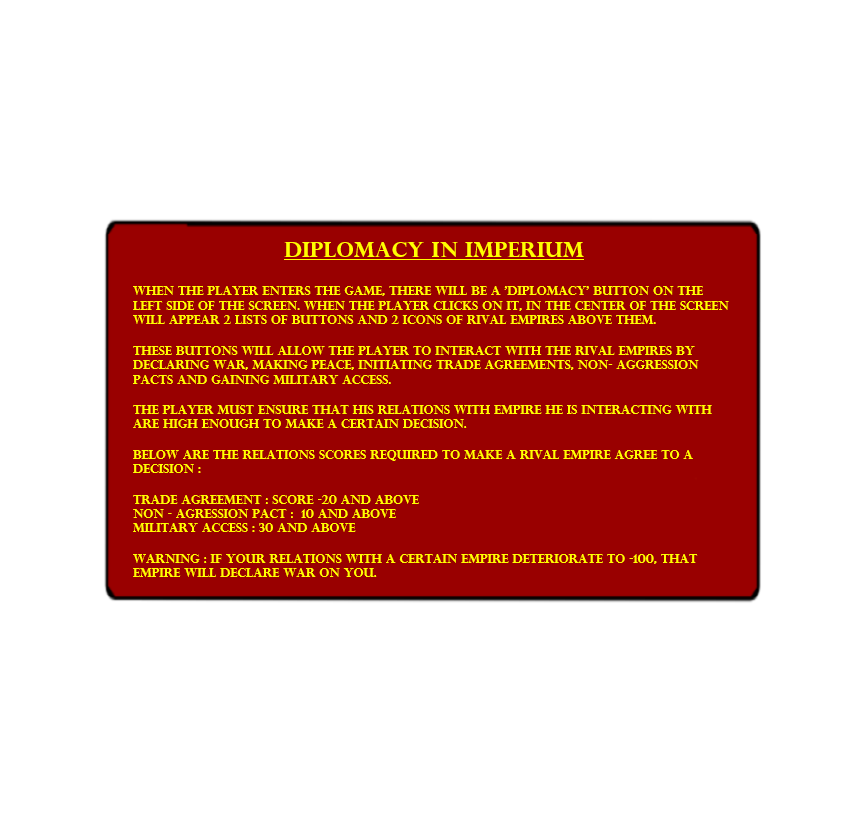 DIPLOMACY IN IMPERIUM
WHEN THE PLAYER ENTERS THE GAME, THERE WILL BE A 'DIPLOMACY' BUTTON ON THE
LEFT SIDE OF THE SCREEN. WHEN THE PLAYER CLICKS ON IT, IN THE CENTER OF THE SCREEN
WILL APPEAR 2 LISTS OF BUTTONS AND 2 ICONS OF RIVAL EMPIRES ABOVE THEM.
THESE BUTTONS WILL ALLOW THE PLAYER TO INTERACT WITH THE RIVAL EMPIRES BY
DECLARING WAR, MAKING PEACE, INITIATING TRADE AGREEMENTS, NON- AGGRESSION
PACTS AND GAINING MILITARY ACCESS.
THE PLAYER MUST ENSURE THAT HIS RELATIONS WITH EMPIRE HE IS INTERACTING WITH
ARE HIGH ENOUGH TO MAKE A CERTAIN DECISION.
BELOW ARE THE RELATIONS SCORES REQUIRED TO MAKE A RIVAL EMPIRE AGREE TO A
DECISION :
TRADE AGREEMENT : SCORE -20 AND ABOVE
NON - AGRESSION PACT :  10 AND ABOVE
MILITARY ACCESS : 30 AND ABOVE
WARNING : IF YOUR RELATIONS WITH A CERTAIN EMPIRE DETERIORATE TO -100, THAT
EMPIRE WILL DECLARE WAR ON YOU.